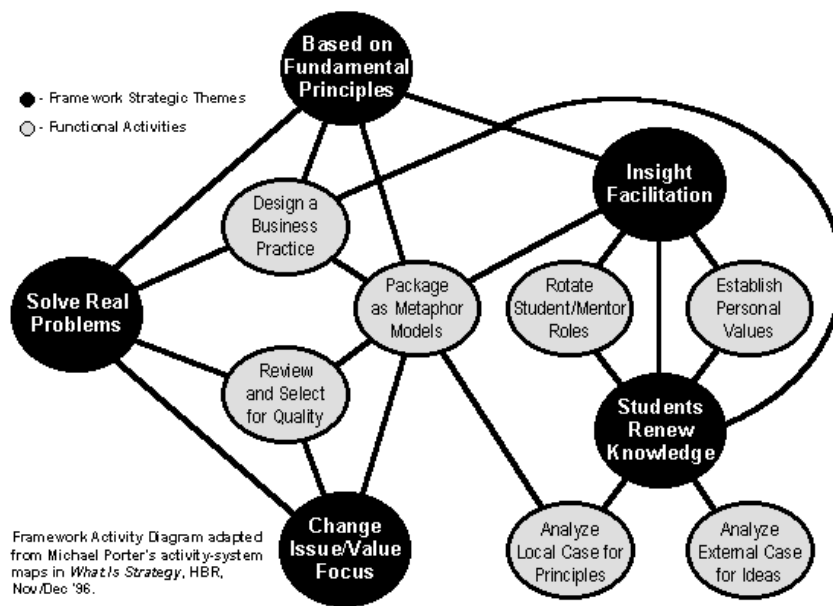 Based on
Fundamental
Principles
- Framework Strategic Themes
- Functional Activities
Insight
Facilitation
Design a
Business
Practice
Solve Real
Problems
Package
as Metaphor
Models
Rotate
Student/Mentor
Roles
Establish
Personal
Values
Review
and Select
for Quality
Students
Renew
Knowledge
Change
Issue/Value
Focus
Analyze
Local Case for
Principles
Analyze
External Case
for Ideas
Framework Activity Diagram adapted
from Michael Porter's activity-system
maps in What Is Strategy, HBR,
Nov/Dec '96.